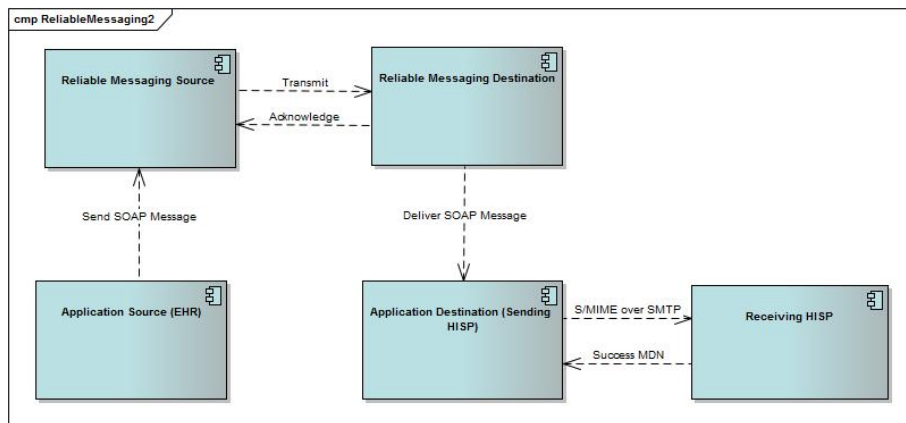 cmp ReliableMessaging2
Reliable Messaging Source
Transmit
Acknowledge
Reliable Messaging Destination
Send SOAP Message
Deliver SOAP Message
Application Source (EHR)
Application Destination (Sending
HISP)
S/MIME over SMTP
Success MDN
Receiving HISP